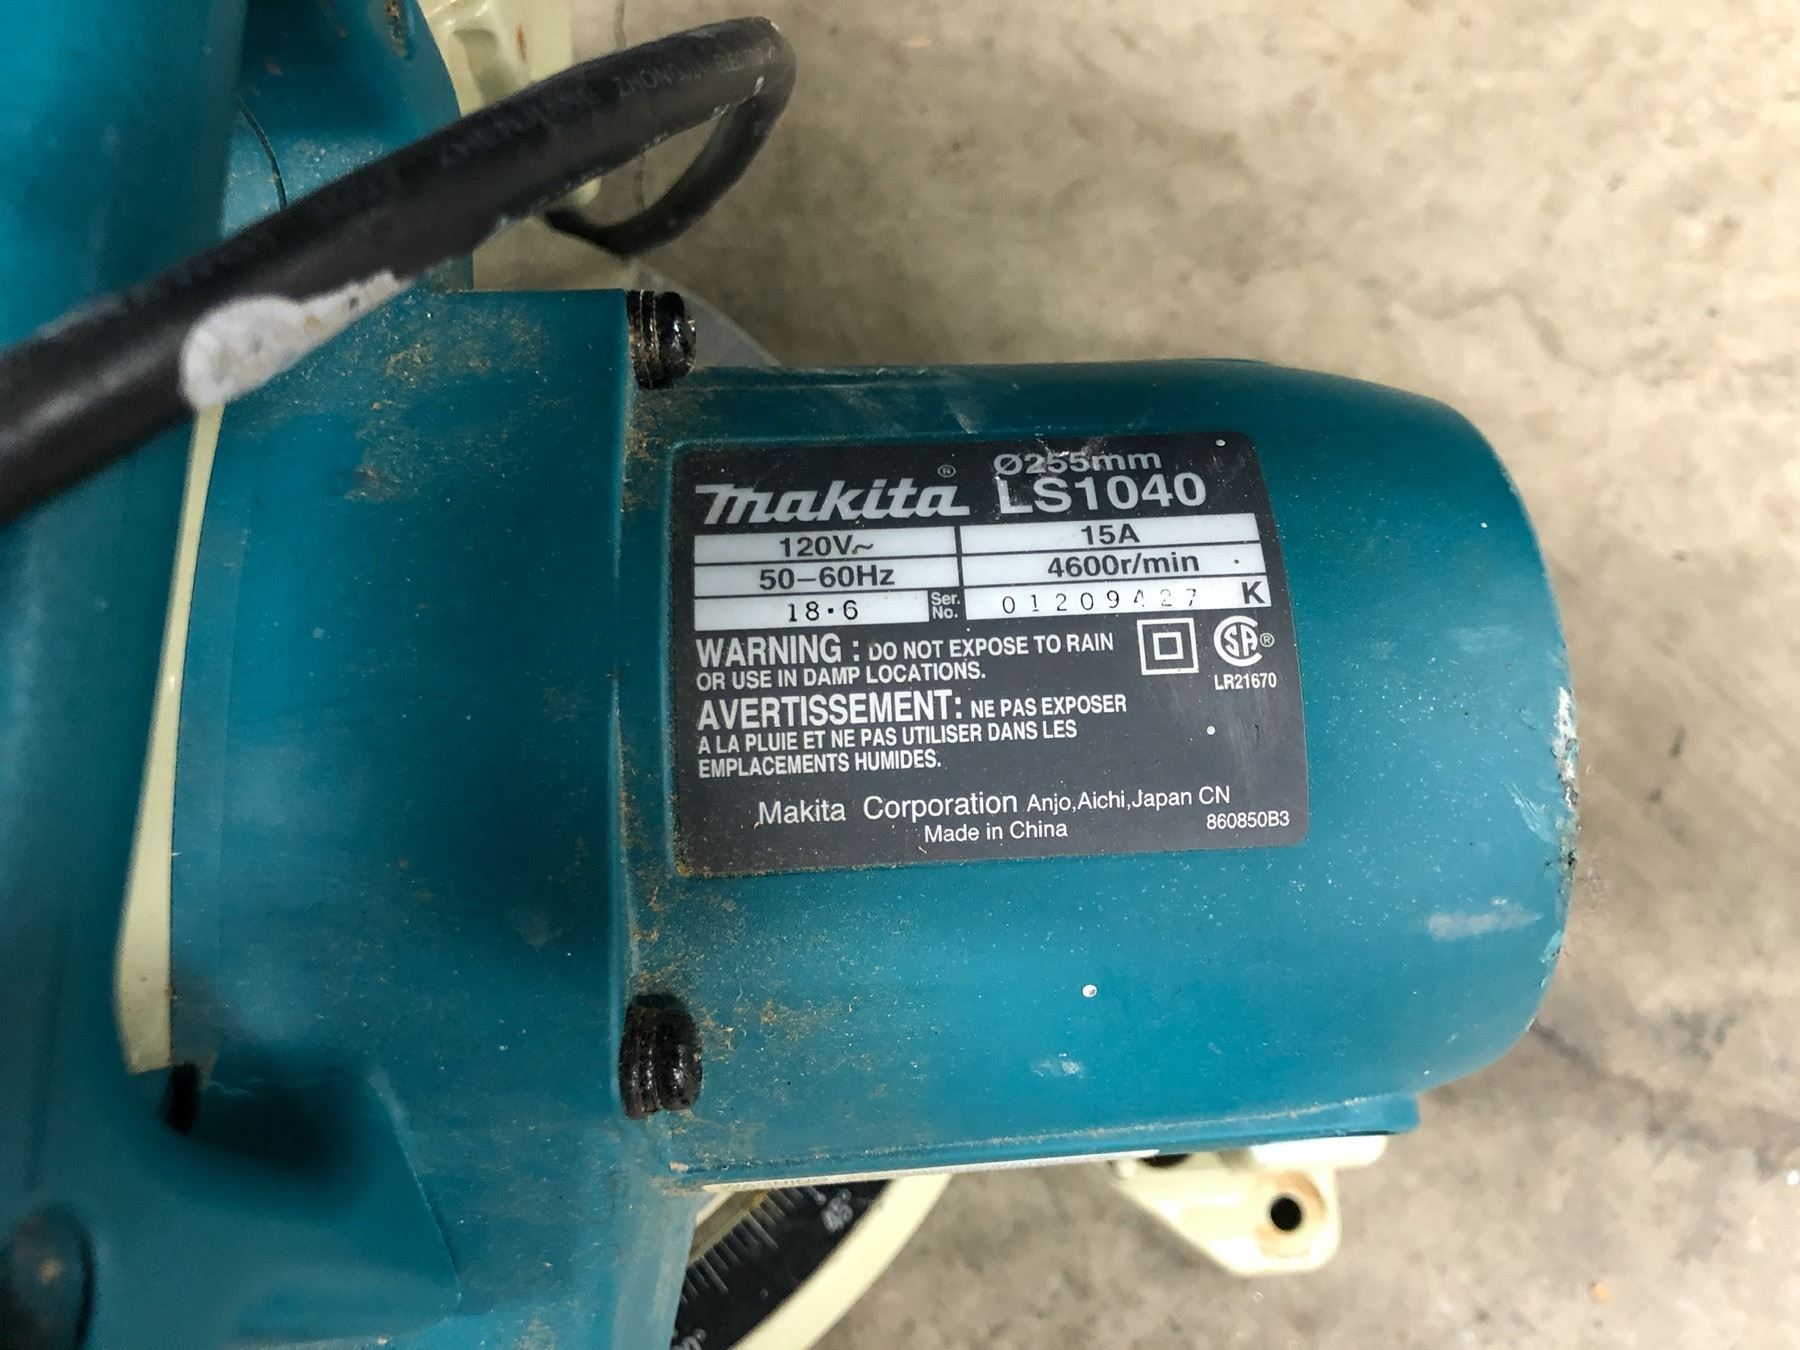 Ø255mm
makita® LS1040
120V~ 15A
50–60Hz 4600r/min
18·6 Ser. No. 01209427 K
WARNING : DO NOT EXPOSE TO RAIN
OR USE IN DAMP LOCATIONS.
LR21670
AVERTISSEMENT: NE PAS EXPOSER
A LA PLUIE ET NE PAS UTILISER DANS LES
EMPLACEMENTS HUMIDES.
Makita Corporation Anjo,Aichi,Japan CN
Made in China 860850B3
45°